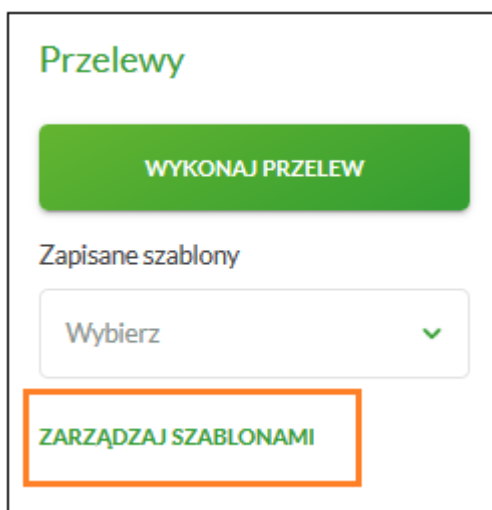 Przelewy
WYKONAJ PRZELEW
Zapisane szablony
Wybierz
ZARZĄDZAJ SZABLONAMI